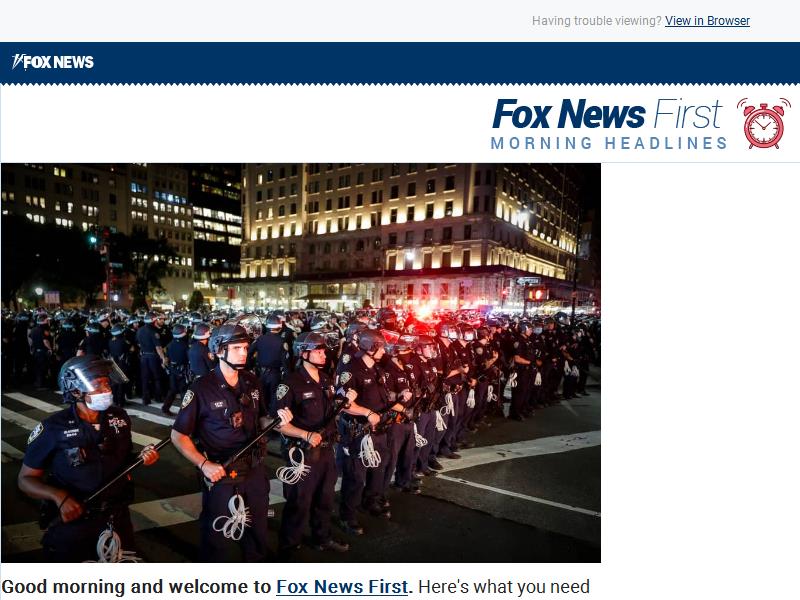 Having trouble viewing? View in Browser
FOX NEWS
Fox News First
MORNING HEADLINES
Good morning and welcome to Fox News First. Here's what you need